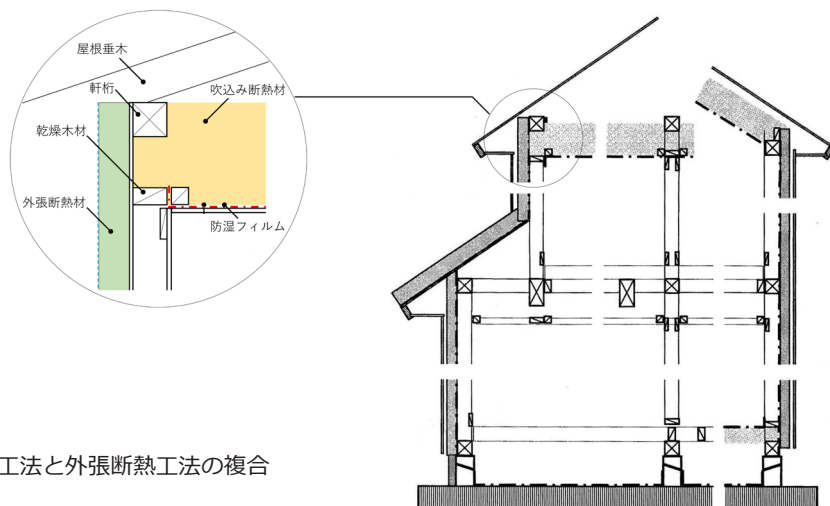 屋根垂木
軒桁
吹込み断熱材
乾燥木材
外張断熱材
防湿フィルム
工法と外張断熱工法の複合